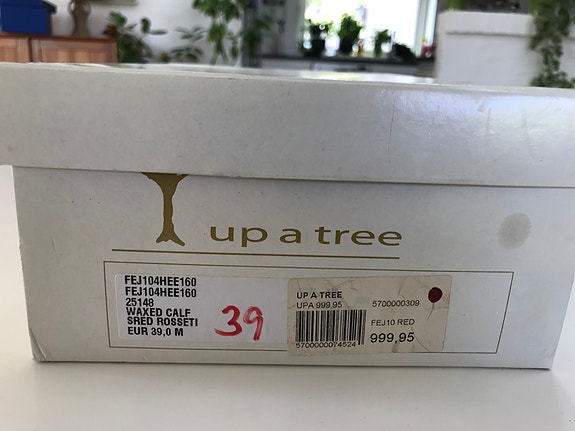 up a tree
FEJ104HEE160
FEJ104HEE160
25148
WAXED CALF
SRED ROSSETI
EUR 39,0 M
39
UP A TREE
UPA 999,95 5700000309
FEJ10 RED
5700000074524
999,95